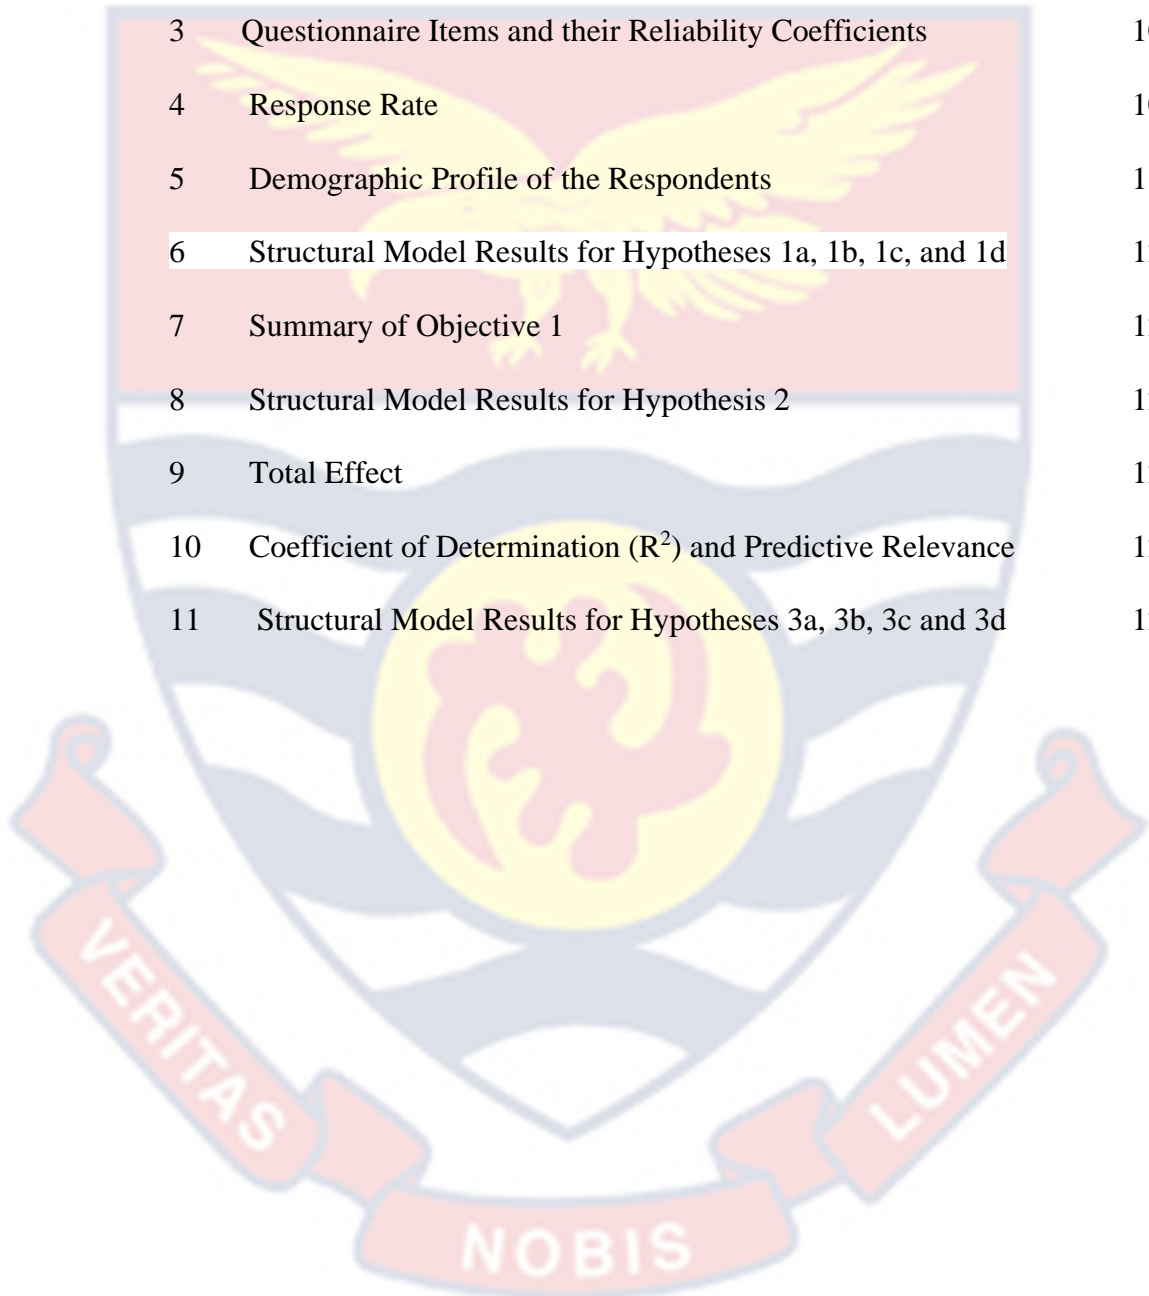 3 Questionnaire Items and their Reliability Coefficients
4 Response Rate
5 Demographic Profile of the Respondents
6 Structural Model Results for Hypotheses 1a, 1b, 1c, and 1d
7 Summary of Objective 1
8 Structural Model Results for Hypothesis 2
9 Total Effect
10 Coefficient of Determination (R²) and Predictive Relevance
11 Structural Model Results for Hypotheses 3a, 3b, 3c and 3d
VERITAS
NOBIS
LUMEN